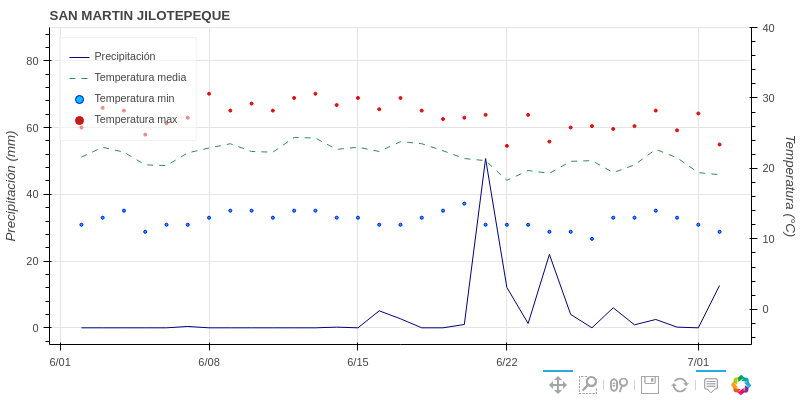 SAN MARTIN JILOTEPEQUE
Precipitación
Temperatura media
Temperatura min
Temperatura max
Precipitación (mm)
80
60
40
20
0
Temperatura (°C)
40
30
20
10
0
6/01
6/08
6/15
6/22
7/01